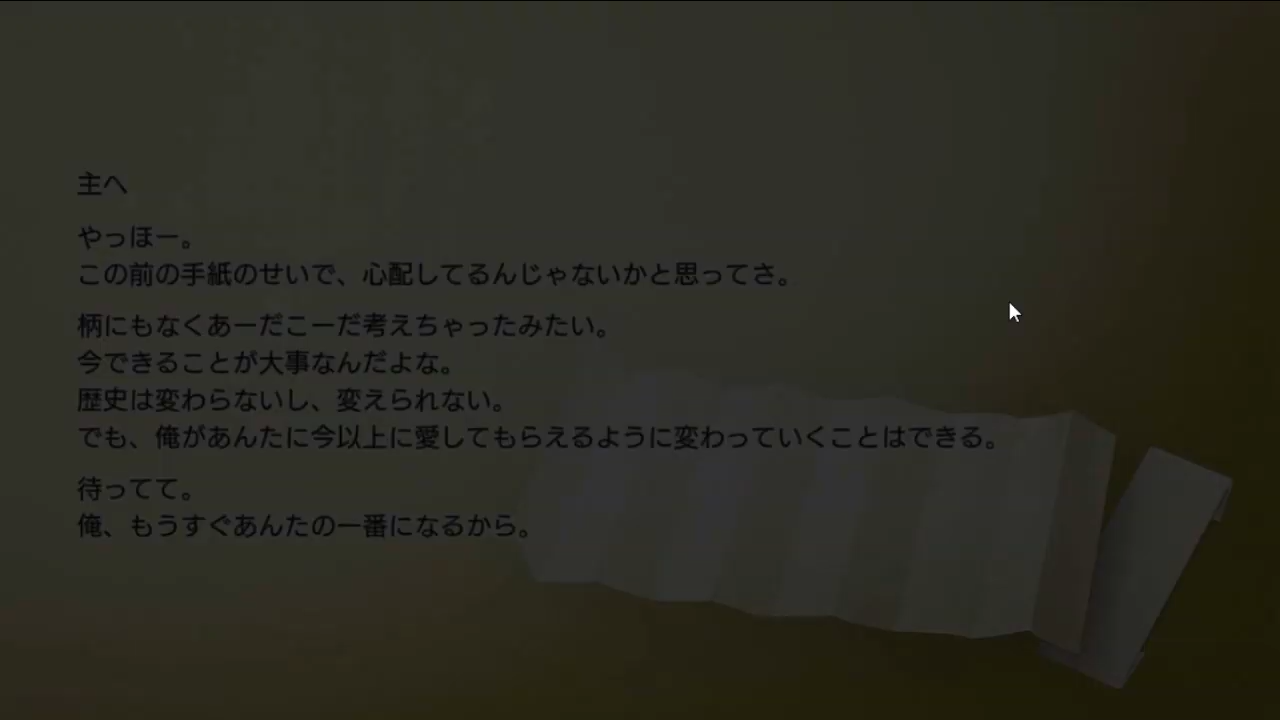 主へ
やっほー。
この前の手紙のせいで、心配してるんじゃないかと思ってさ。
柄にもなくあーだこーだ考えちゃったみたい。
今できることが大事なんだよな。
歴史は変わらないし、変えられない。
でも、俺があんたに今以上に愛してもらえるように変わっていくことはできる。
待ってて。
俺、もうすぐあんたの一番になるから。